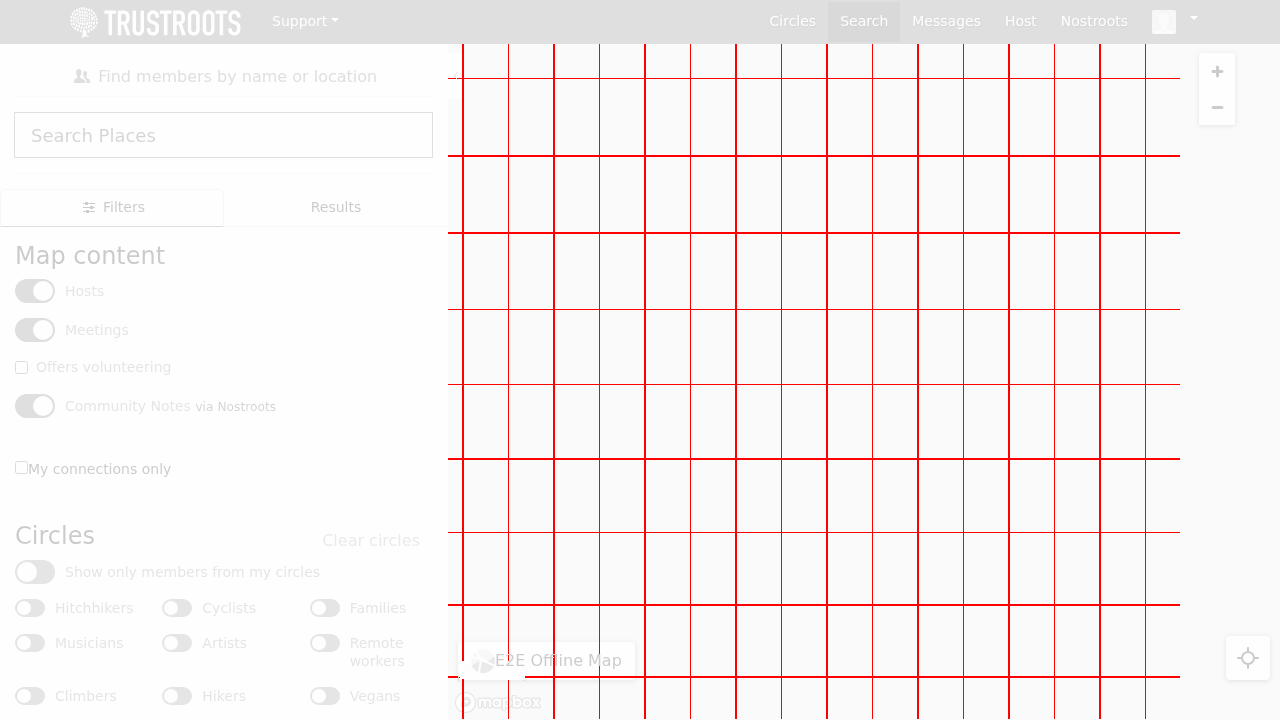 TRUSTROOTS Support Circles Search Messages Host Nostroots
Find members by name or location
Search Places
Filters Results
Map content
Hosts
Meetings
Offers volunteering
Community Notes via Nostroots
My connections only
Circles Clear circles
Show only members from my circles
Hitchhikers Cyclists Families
Musicians Artists Remote workers
Climbers Hikers Vegans
E2E Offline Map
mapbox